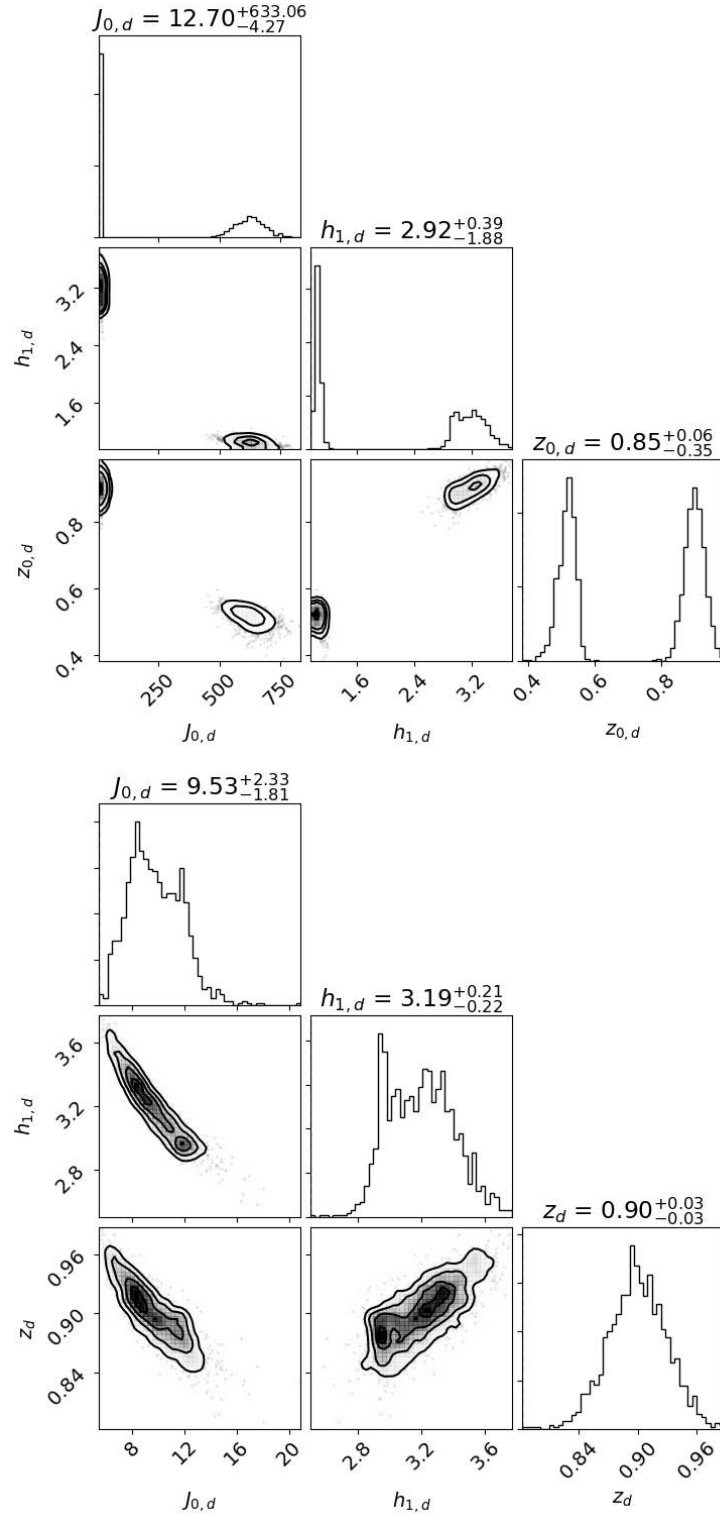 J_{0,d} = 12.70^{+633.06}_{-4.27}
h_{1,d} = 2.92^{+0.39}_{-1.88}
z_{0,d} = 0.85^{+0.06}_{-0.35}
h_{1,d}
3.2
2.4
1.6
z_{0,d}
0.8
0.6
0.4
250 500 750
1.6 2.4 3.2
0.4 0.6 0.8
J_{0,d}
h_{1,d}
z_{0,d}
J_{0,d} = 9.53^{+2.33}_{-1.81}
h_{1,d} = 3.19^{+0.21}_{-0.22}
z_{d} = 0.90^{+0.03}_{-0.03}
h_{1,d}
3.6
3.2
2.8
z_{d}
0.96
0.90
0.84
8 12 16 20
2.8 3.2 3.6
0.84 0.90 0.96
J_{0,d}
h_{1,d}
z_{d}